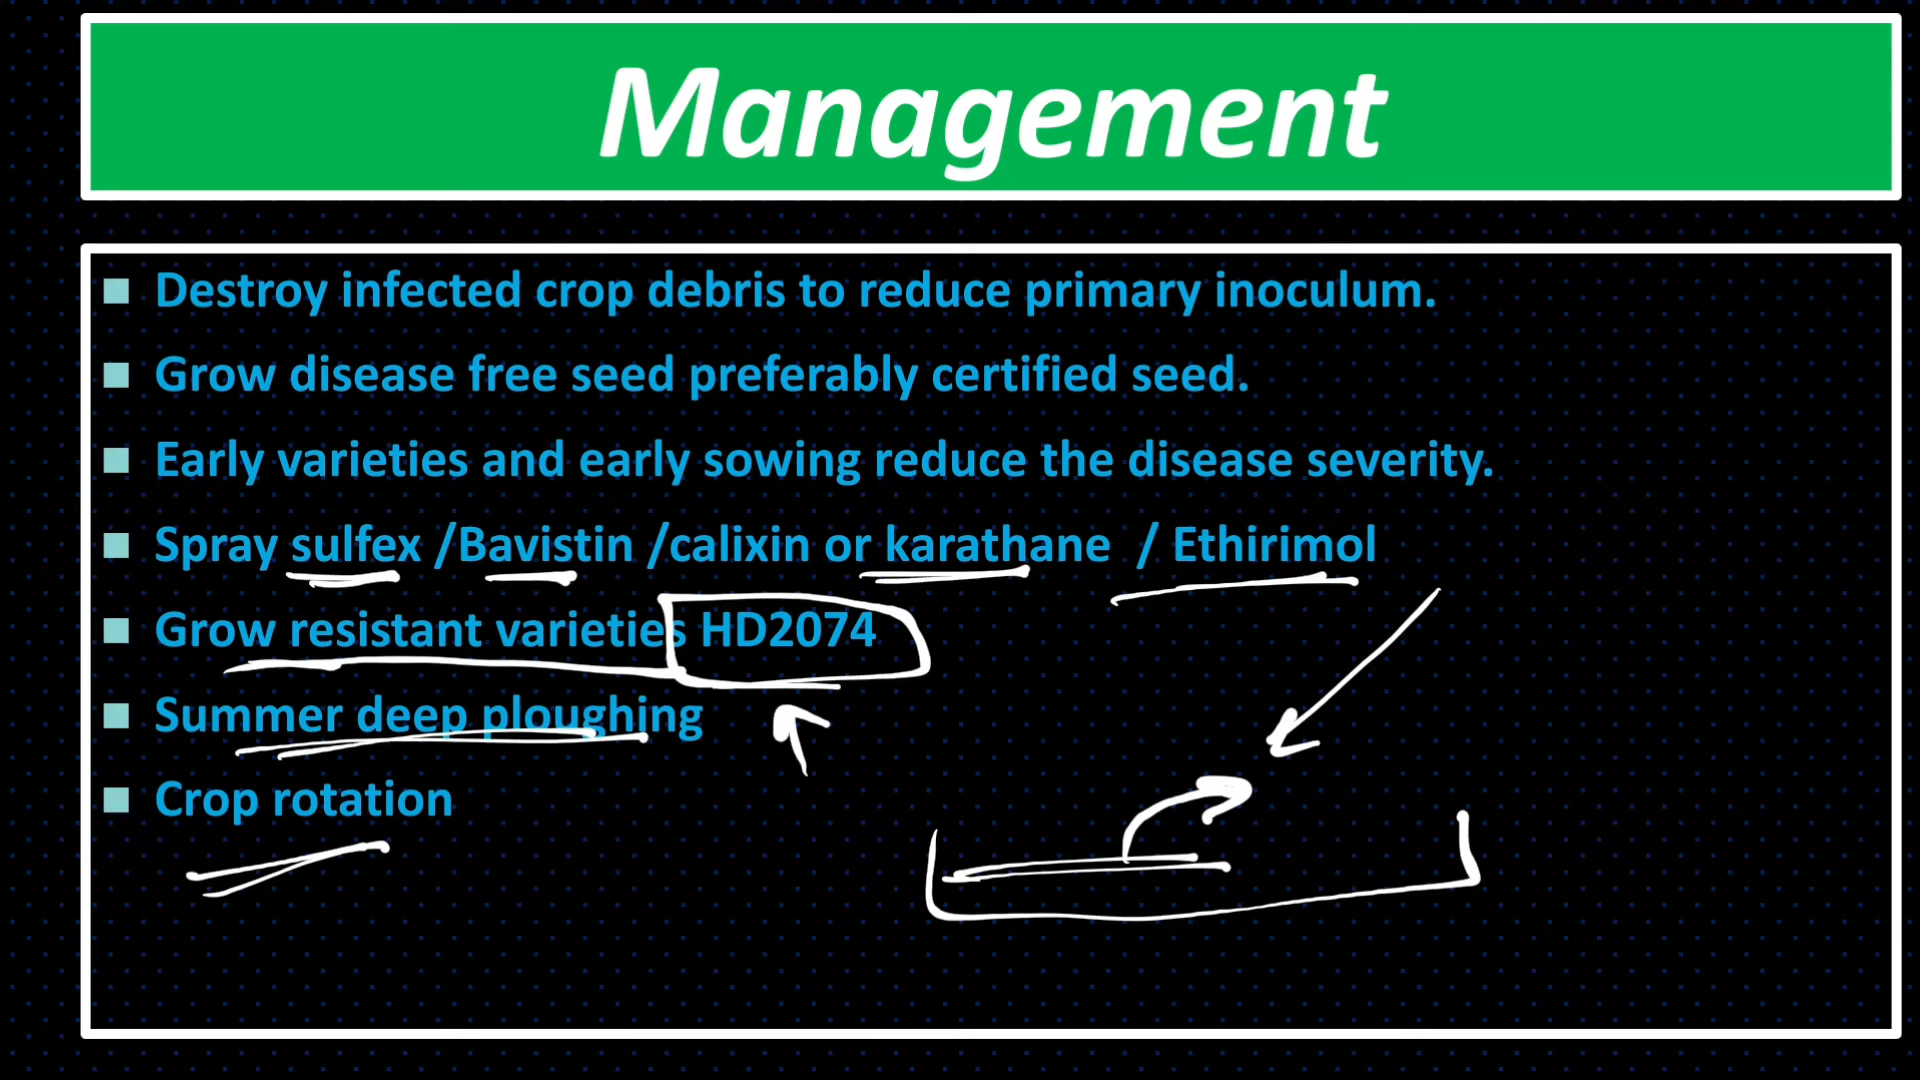 Management
Destroy infected crop debris to reduce primary inoculum.
Grow disease free seed preferably certified seed.
Early varieties and early sowing reduce the disease severity.
Spray sulfex /Bavistin /calixin or karathane / Ethirimol
Grow resistant varieties HD2074
Summer deep ploughing
Crop rotation